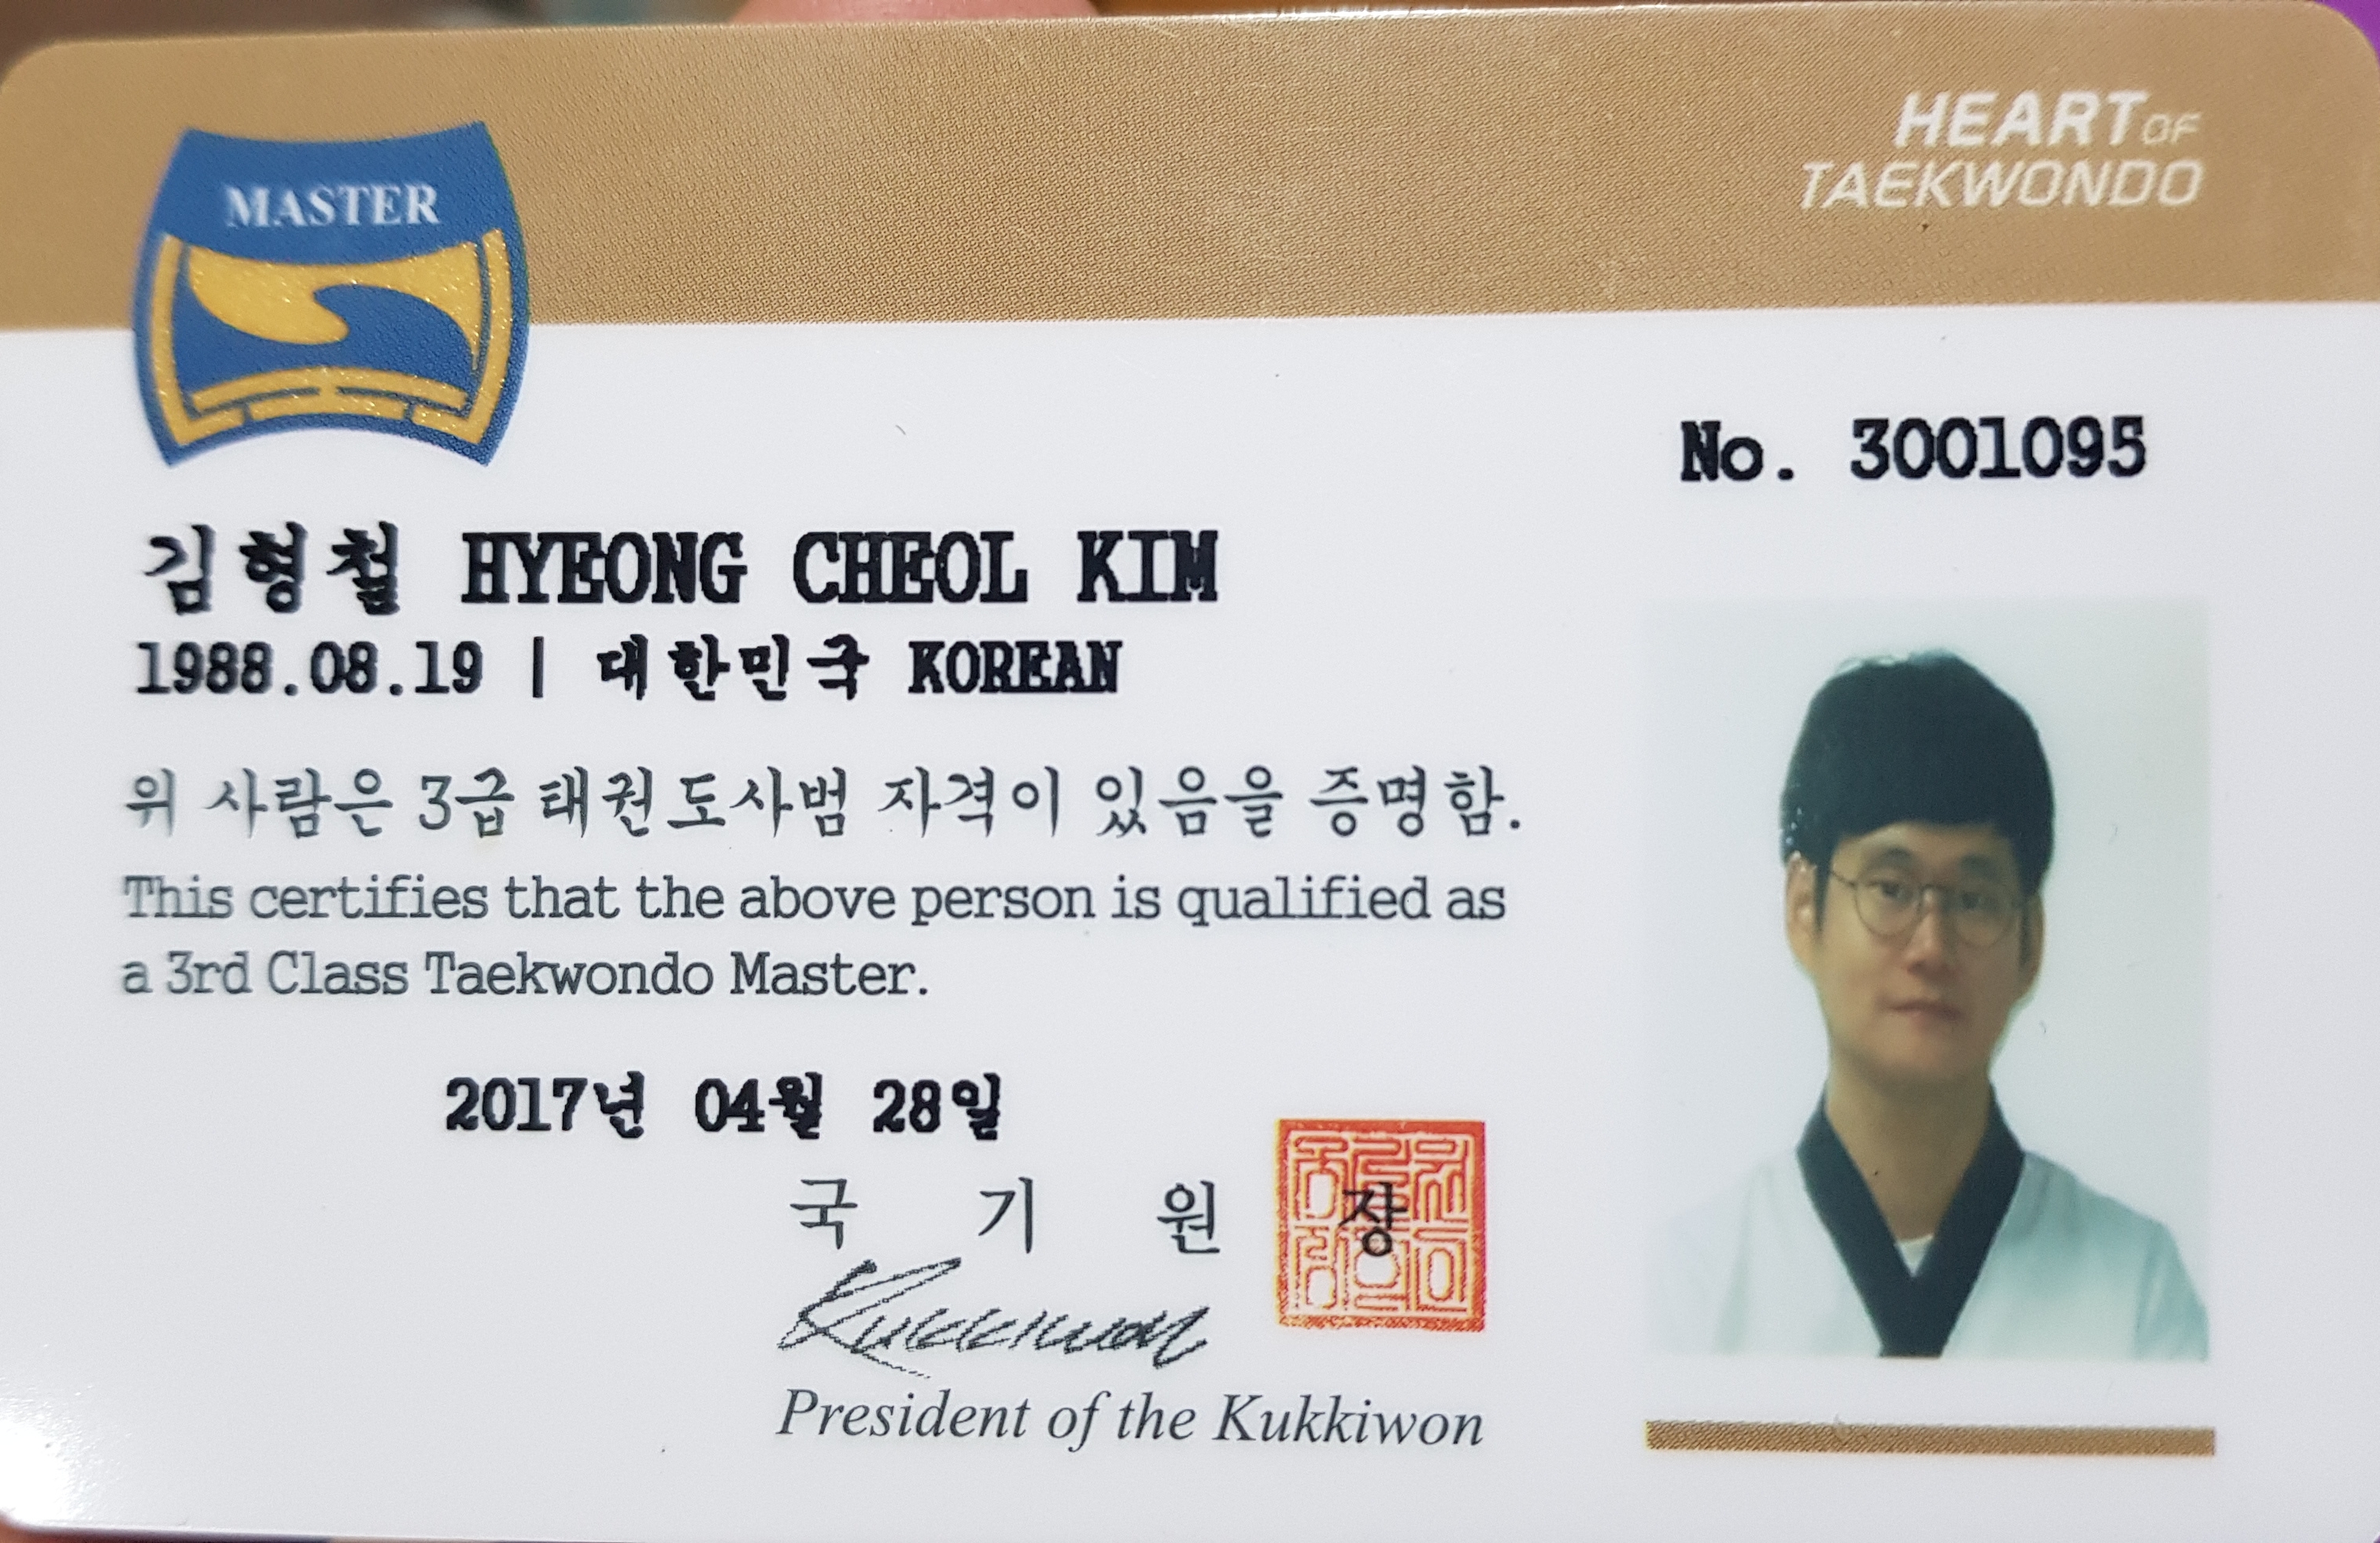 MASTER
HEART OF
TAEKWONDO
No. 3001095
김형철 HYEONG CHEOL KIM
1988.08.19 | 대한민국 KOREAN
위 사람은 3급 태권도사범 자격이 있음을 증명함.
This certifies that the above person is qualified as
a 3rd Class Taekwondo Master.
2017년 04월 28일
국 기 원 장
Kukkiwon
President of the Kukkiwon